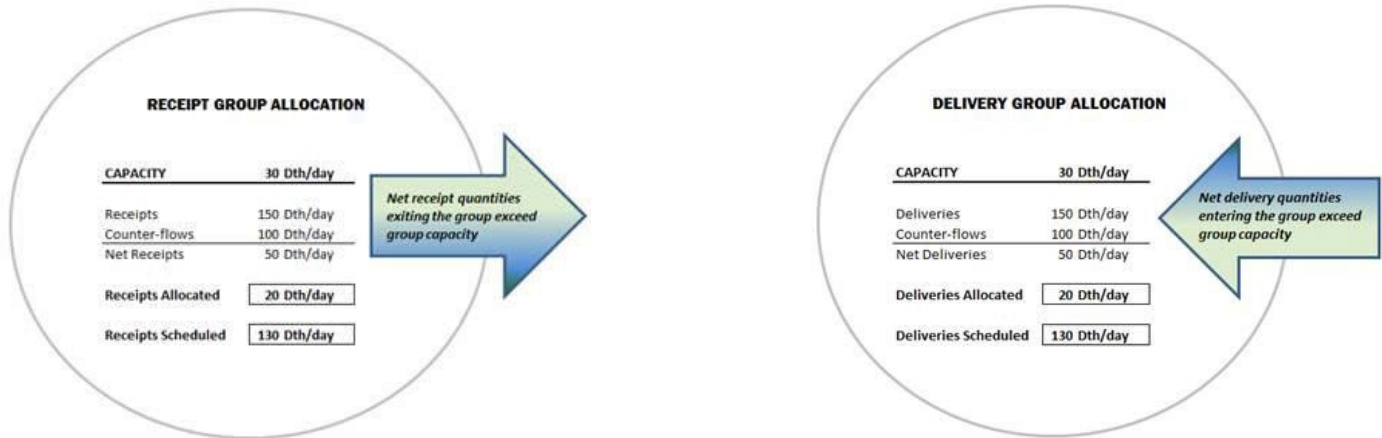 RECEIPT GROUP ALLOCATION
CAPACITY 30 Dth/day
Receipts 150 Dth/day
Counter-flows 100 Dth/day
Net Receipts 50 Dth/day
Receipts Allocated 20 Dth/day
Receipts Scheduled 130 Dth/day
Net receipt quantities
exiting the group exceed
group capacity
DELIVERY GROUP ALLOCATION
CAPACITY 30 Dth/day
Deliveries 150 Dth/day
Counter-flows 100 Dth/day
Net Deliveries 50 Dth/day
Deliveries Allocated 20 Dth/day
Deliveries Scheduled 130 Dth/day
Net delivery quantities
entering the group exceed
group capacity